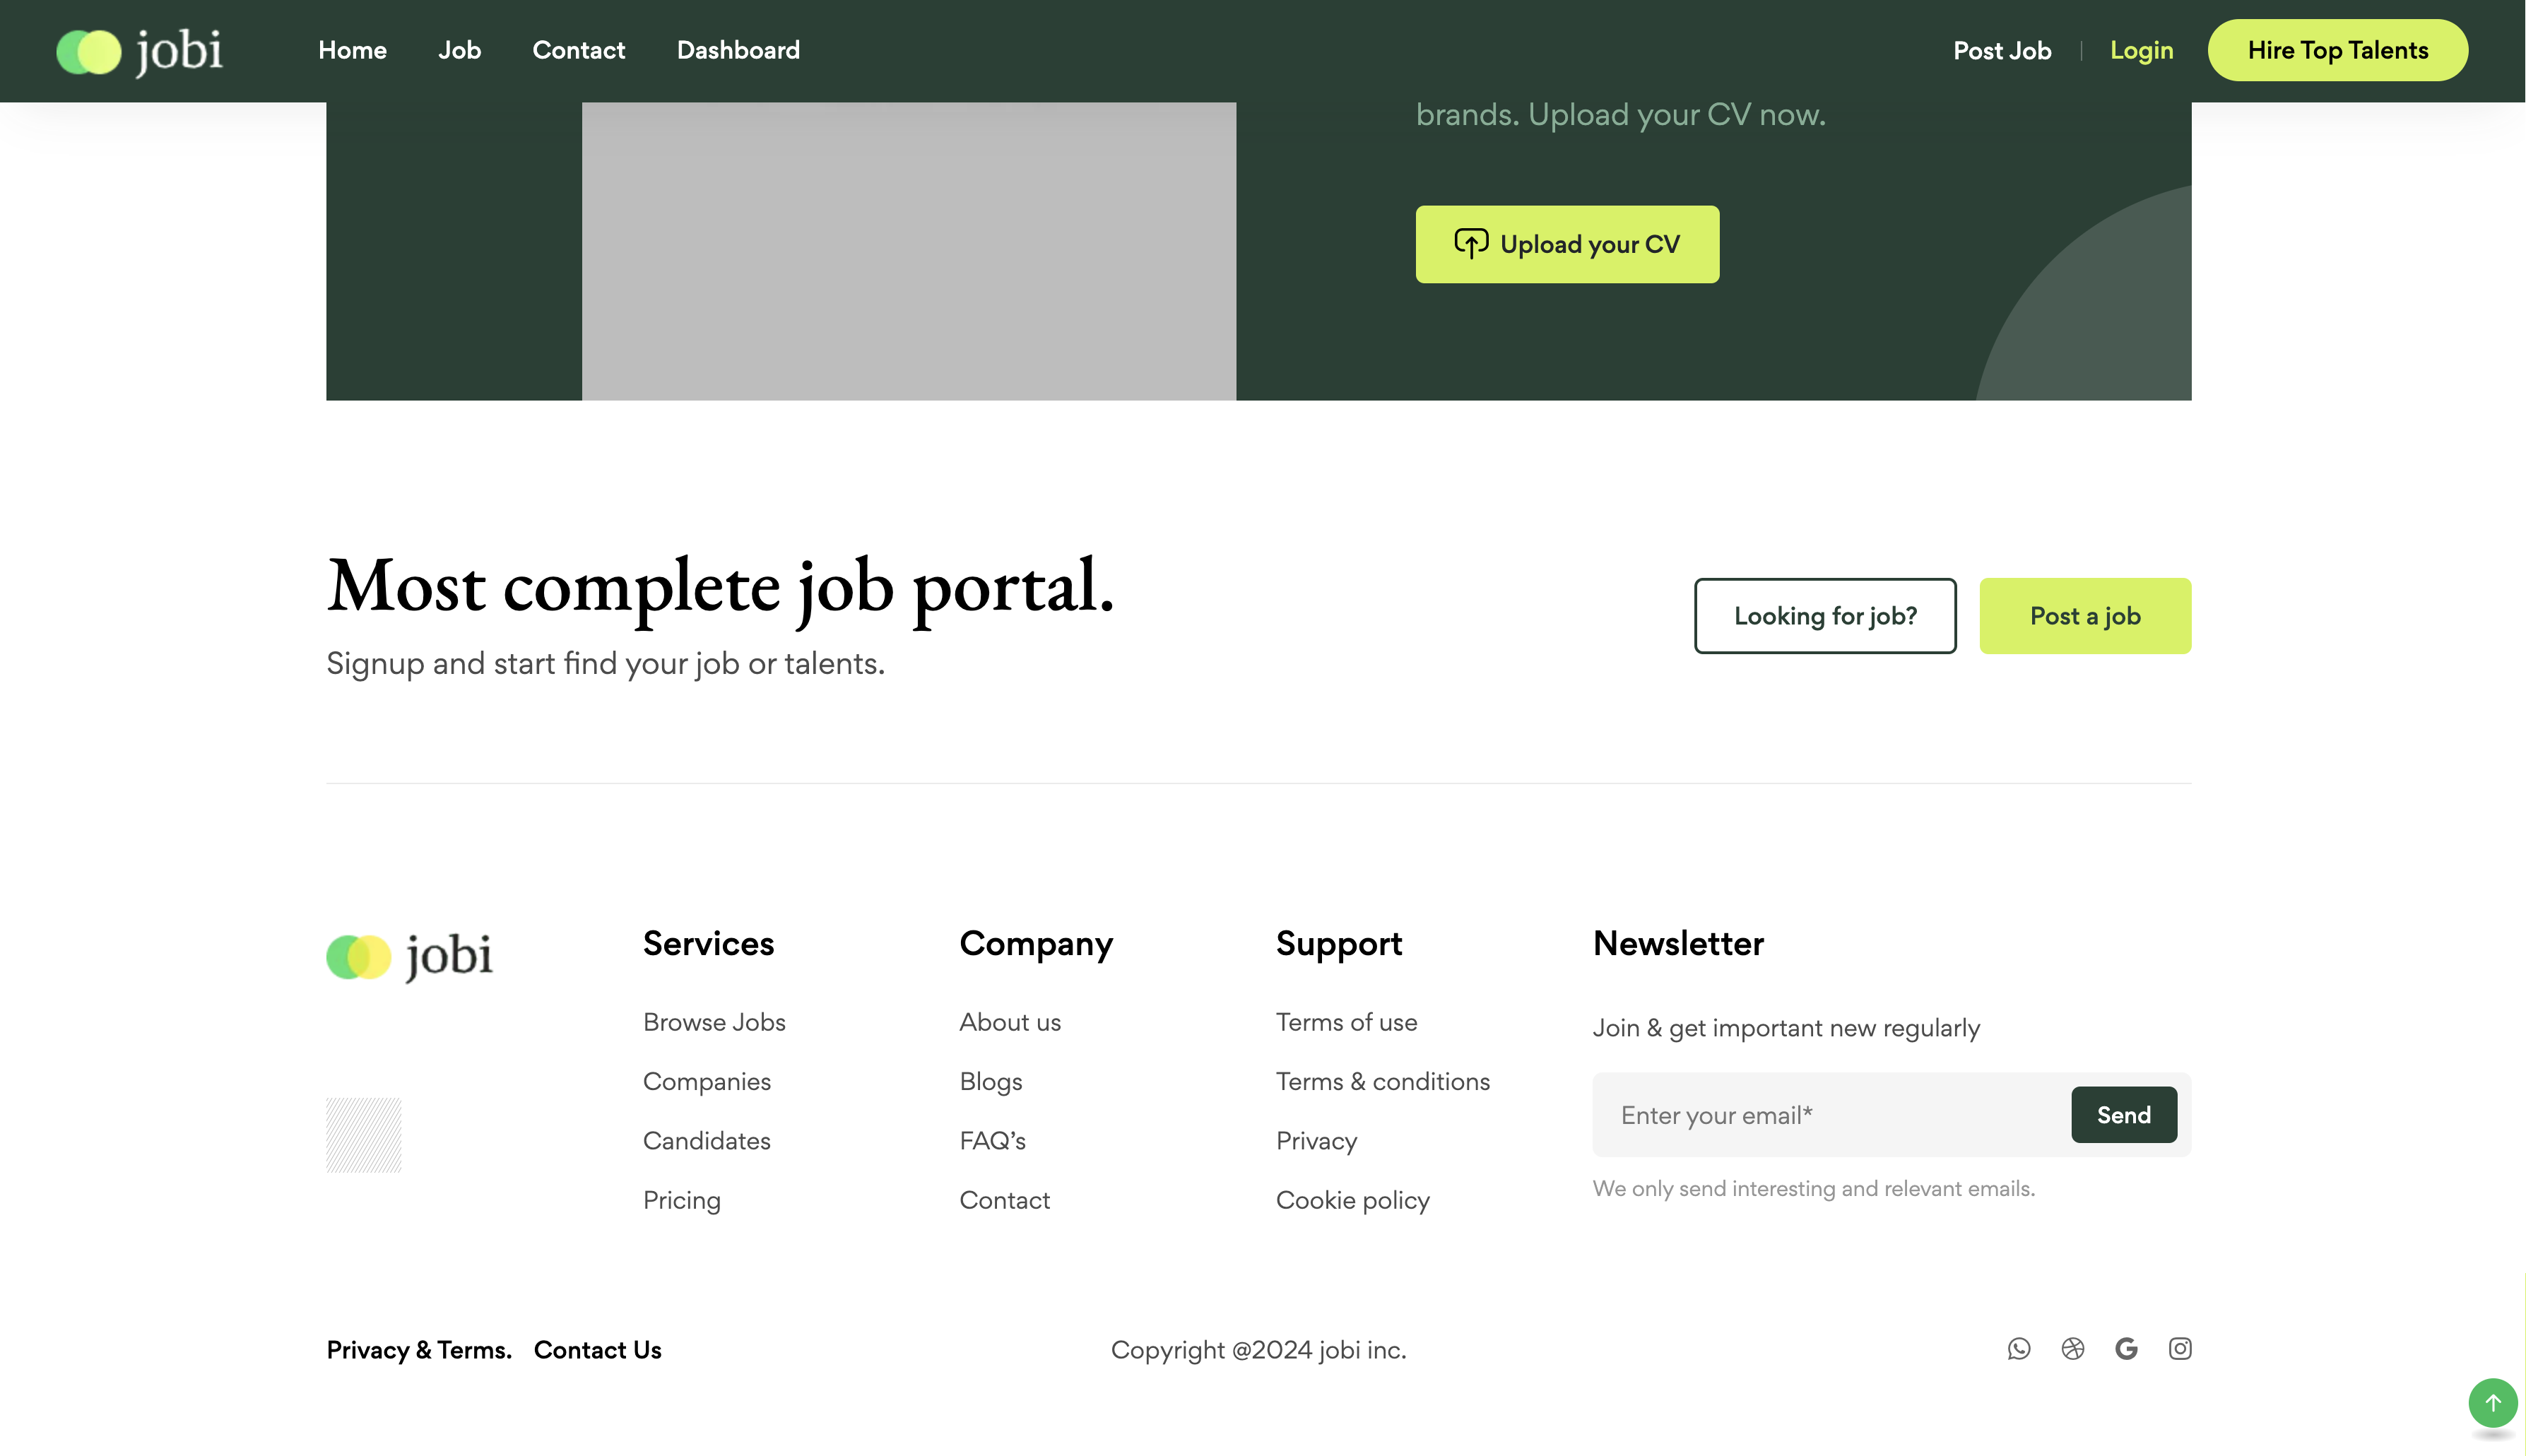 jobi
Home Job Contact Dashboard
Post Job Login Hire Top Talents
brands. Upload your CV now.
Upload your CV
Most complete job portal.
Signup and start find your job or talents.
Looking for job?
Post a job
jobi
Services
Browse Jobs
Companies
Candidates
Pricing
Company
About us
Blogs
FAQ’s
Contact
Support
Terms of use
Terms & conditions
Privacy
Cookie policy
Newsletter
Join & get important new regularly
Enter your email*
Send
We only send interesting and relevant emails.
Privacy & Terms. Contact Us
Copyright @2024 jobi inc.